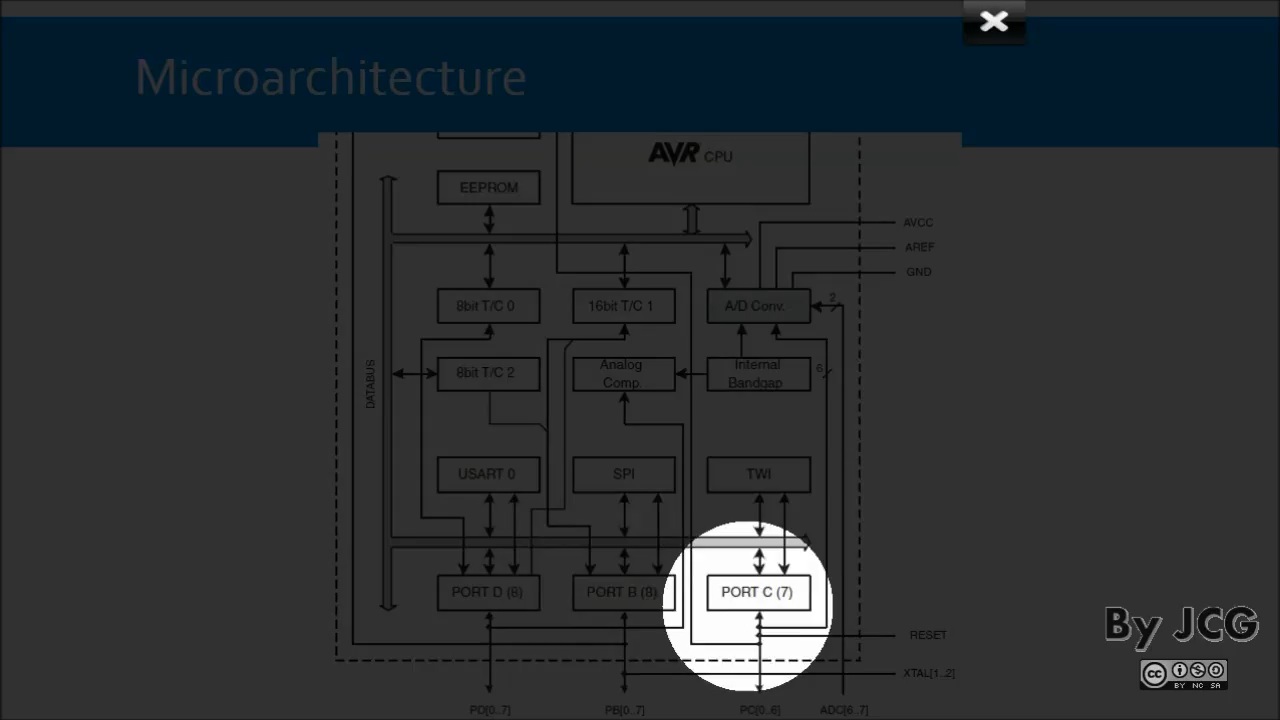 Microarchitecture
AVR CPU
EEPROM
AVCC
AREF
GND
8bit T/C 0
16bit T/C 1
A/D Conv.
2
8bit T/C 2
Analog
Comp.
Internal
Bandgap
6
DATABUS
USART 0
SPI
TWI
PORT D (8)
PORT B (8)
PORT C (7)
RESET
XTAL[1..2]
PD[0..7]
PB[0..7]
PC[0..6]
ADC[6..7]
By JCG
CC
BY NC SA